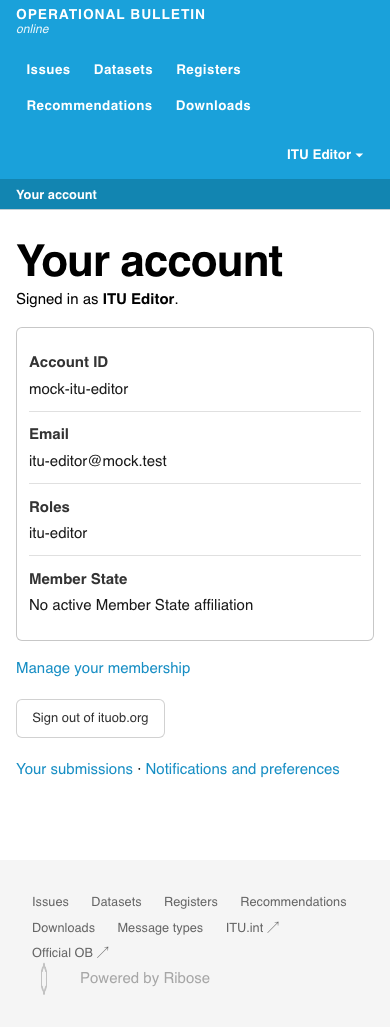 OPERATIONAL BULLETIN
online
Issues Datasets Registers
Recommendations Downloads
ITU Editor
Your account
Your account
Signed in as ITU Editor.
Account ID
mock-itu-editor
Email
itu-editor@mock.test
Roles
itu-editor
Member State
No active Member State affiliation
Manage your membership
Sign out of ituob.org
Your submissions · Notifications and preferences
Issues Datasets Registers Recommendations
Downloads Message types ITU.int ↗
Official OB ↗
Powered by Ribose